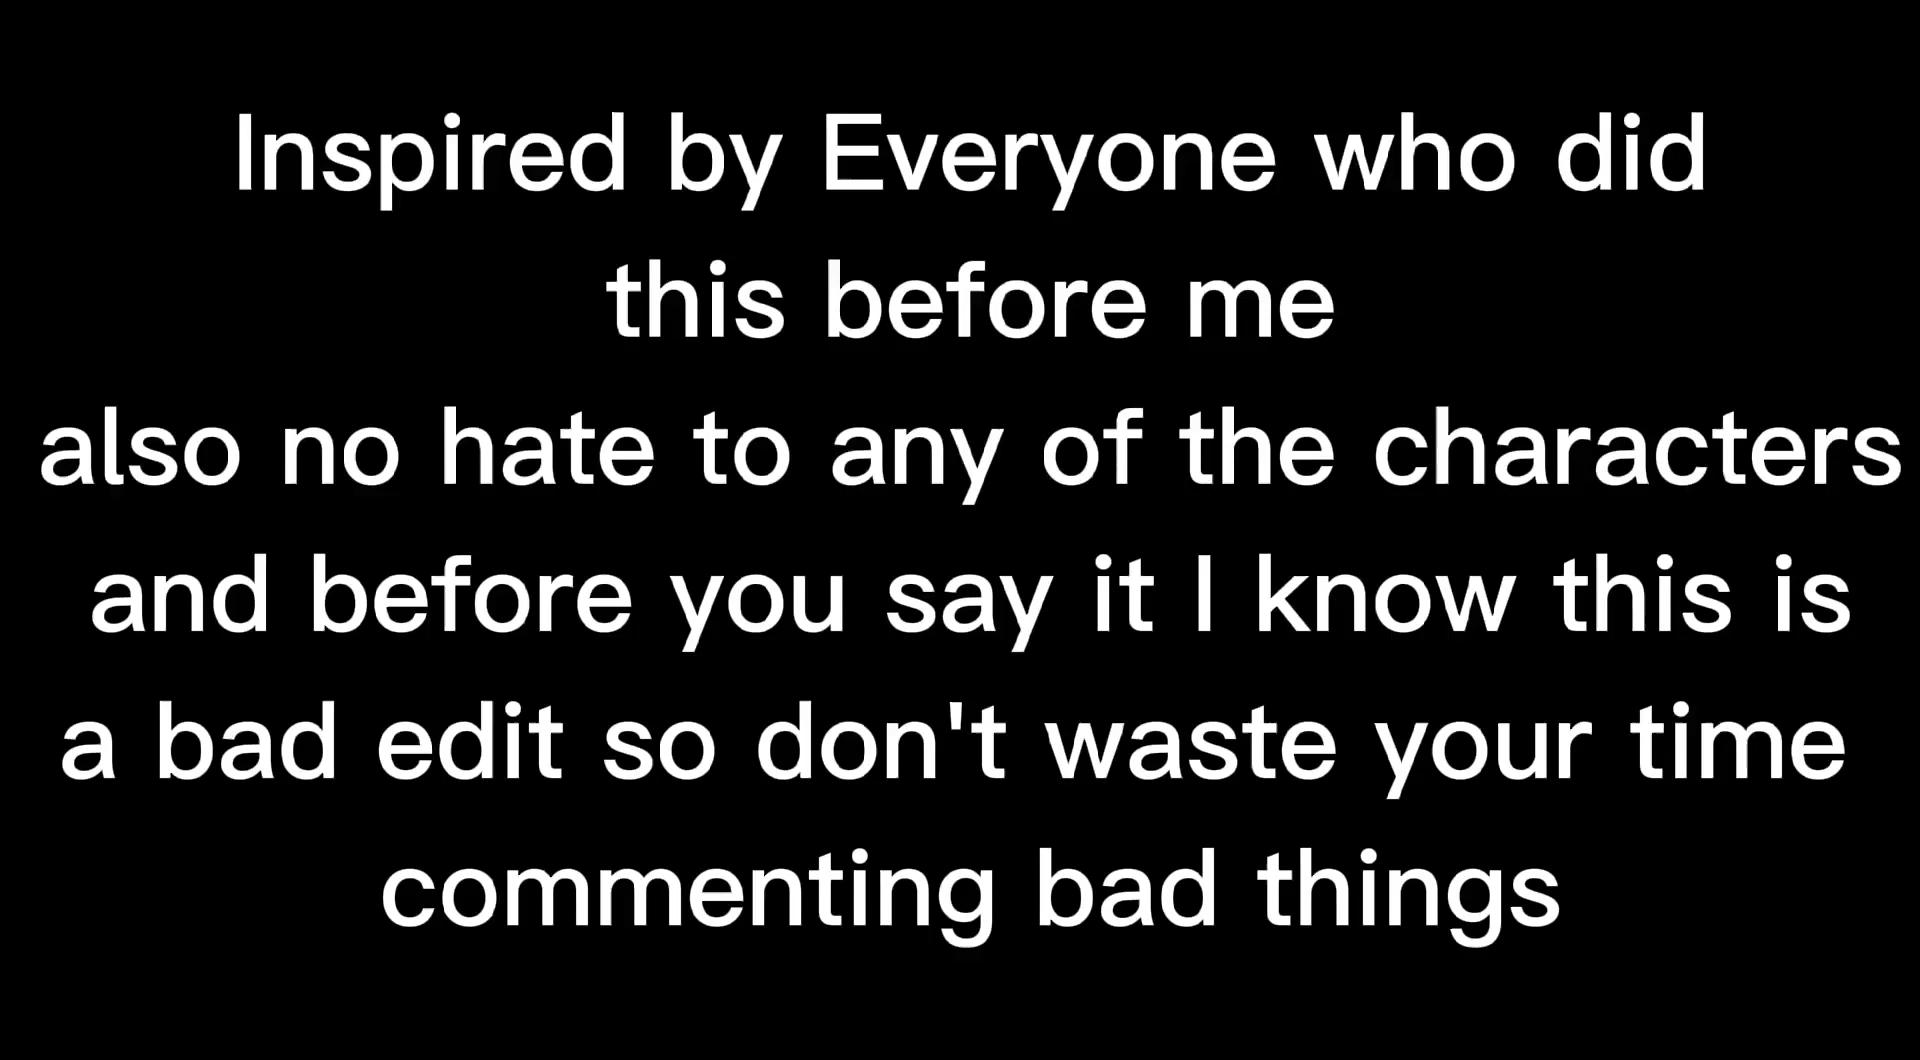 Inspired by Everyone who did
this before me
also no hate to any of the characters
and before you say it I know this is
a bad edit so don't waste your time
commenting bad things